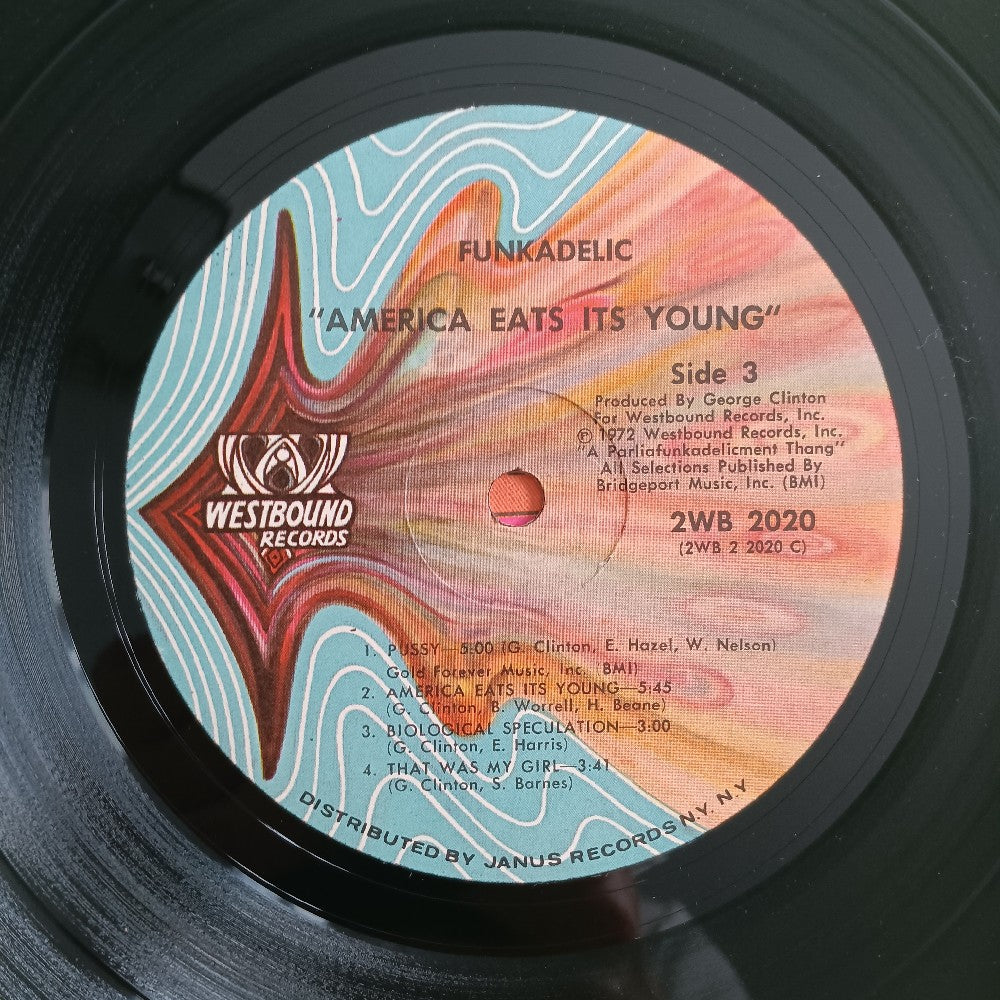 FUNKADELIC
"AMERICA EATS ITS YOUNG"
Side 3
Produced By George Clinton
For Westbound Records, Inc.
℗ 1972 Westbound Records, Inc.
"A Parliafunkadelicment Thang"
All Selections Published By
Bridgeport Music, Inc. (BMI)
WESTBOUND
RECORDS
2WB 2020
(2WB 2 2020 C)
1. PUSSY—5:00 (G. Clinton, E. Hazel, W. Nelson)
Gold Forever Music, Inc. BMI)
2. AMERICA EATS ITS YOUNG—5:45
(G. Clinton, B. Worrell, H. Beane)
3. BIOLOGICAL SPECULATION—3:00
(G. Clinton, E. Harris)
4. THAT WAS MY GIRL—3:41
(G. Clinton, S. Barnes)
DISTRIBUTED BY JANUS RECORDS N.Y. N.Y